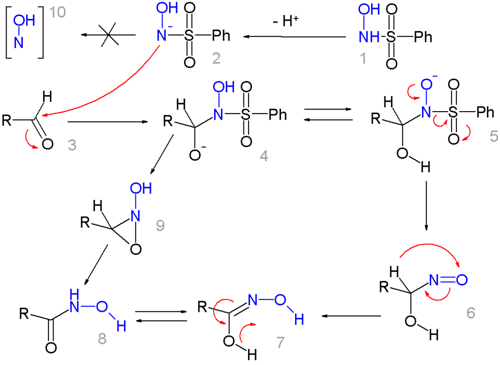 OH 10
N
OH
N⁻ S Ph
O O
2
- H⁺
OH
NH S Ph
O O
1
H
R O
3
OH
H N S Ph
R O O
O⁻
4
O⁻
H N S Ph
R O O
O H
5
OH
H N
R O
9
H
N O
R H
O
8
R N O
H
O H
7
H N O
R
O H
6